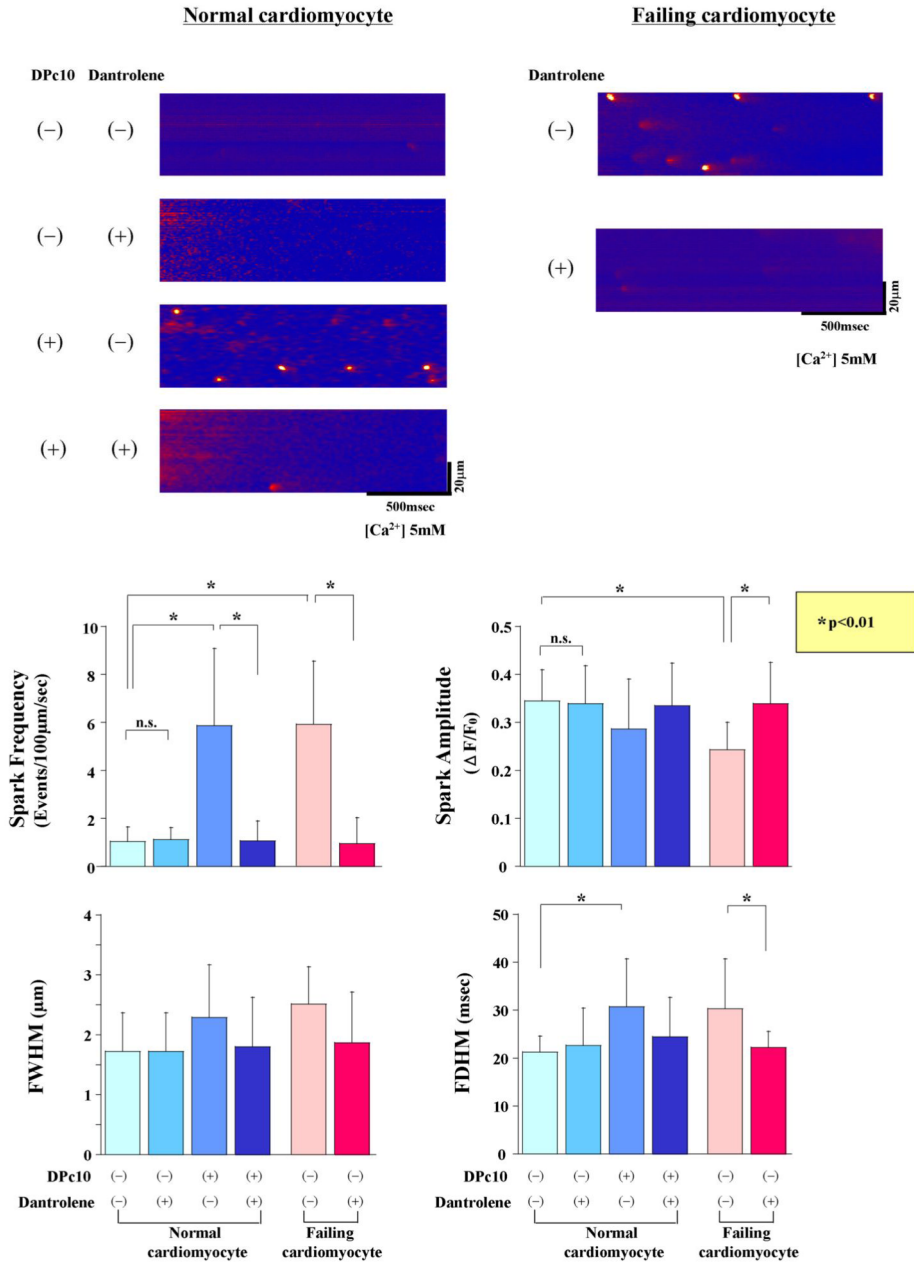 Normal cardiomyocyte
Failing cardiomyocyte
DPc10 Dantrolene
(−) (−)
(−) (+)
(+) (−)
(+) (+)
20µm
500msec
[Ca²⁺] 5mM
Dantrolene
(−)
(+)
20µm
500msec
[Ca²⁺] 5mM
Spark Frequency
(Events/100µm/sec)
10
8
6
4
2
0
n.s.
*
*
*
*
Spark Amplitude
(ΔF/F₀)
0.5
0.4
0.3
0.2
0.1
0
n.s.
*
*
*p<0.01
FWHM (µm)
4
3
2
1
0
FDHM (msec)
50
40
30
20
10
0
*
*
DPc10 (−) (−) (+) (+) (−) (−)
Dantrolene (−) (+) (−) (+) (−) (+)
Normal
cardiomyocyte
Failing
cardiomyocyte
(−) (−) (+) (+) (−) (−)
DPc10
(−) (+) (−) (+) (−) (+)
Dantrolene
Normal
cardiomyocyte
Failing
cardiomyocyte